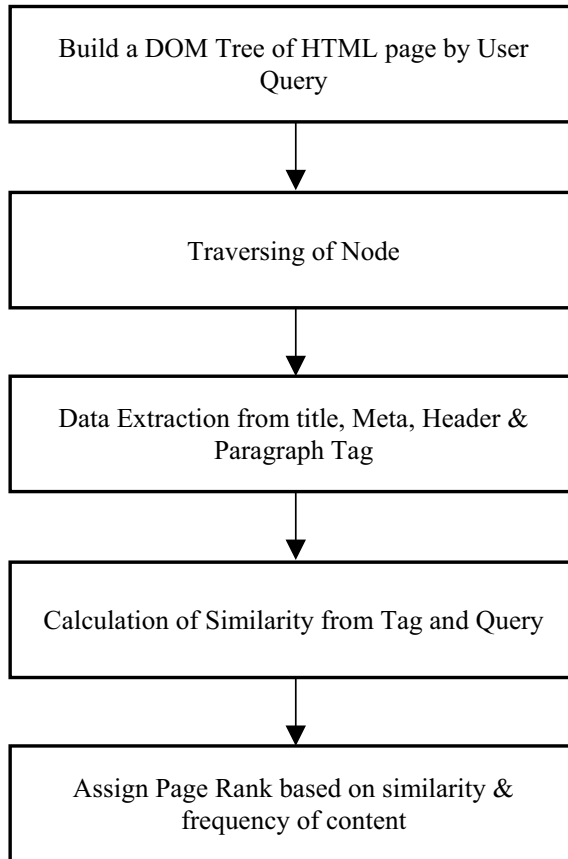 Build a DOM Tree of HTML page by User
Query
Traversing of Node
Data Extraction from title, Meta, Header &
Paragraph Tag
Calculation of Similarity from Tag and Query
Assign Page Rank based on similarity &
frequency of content